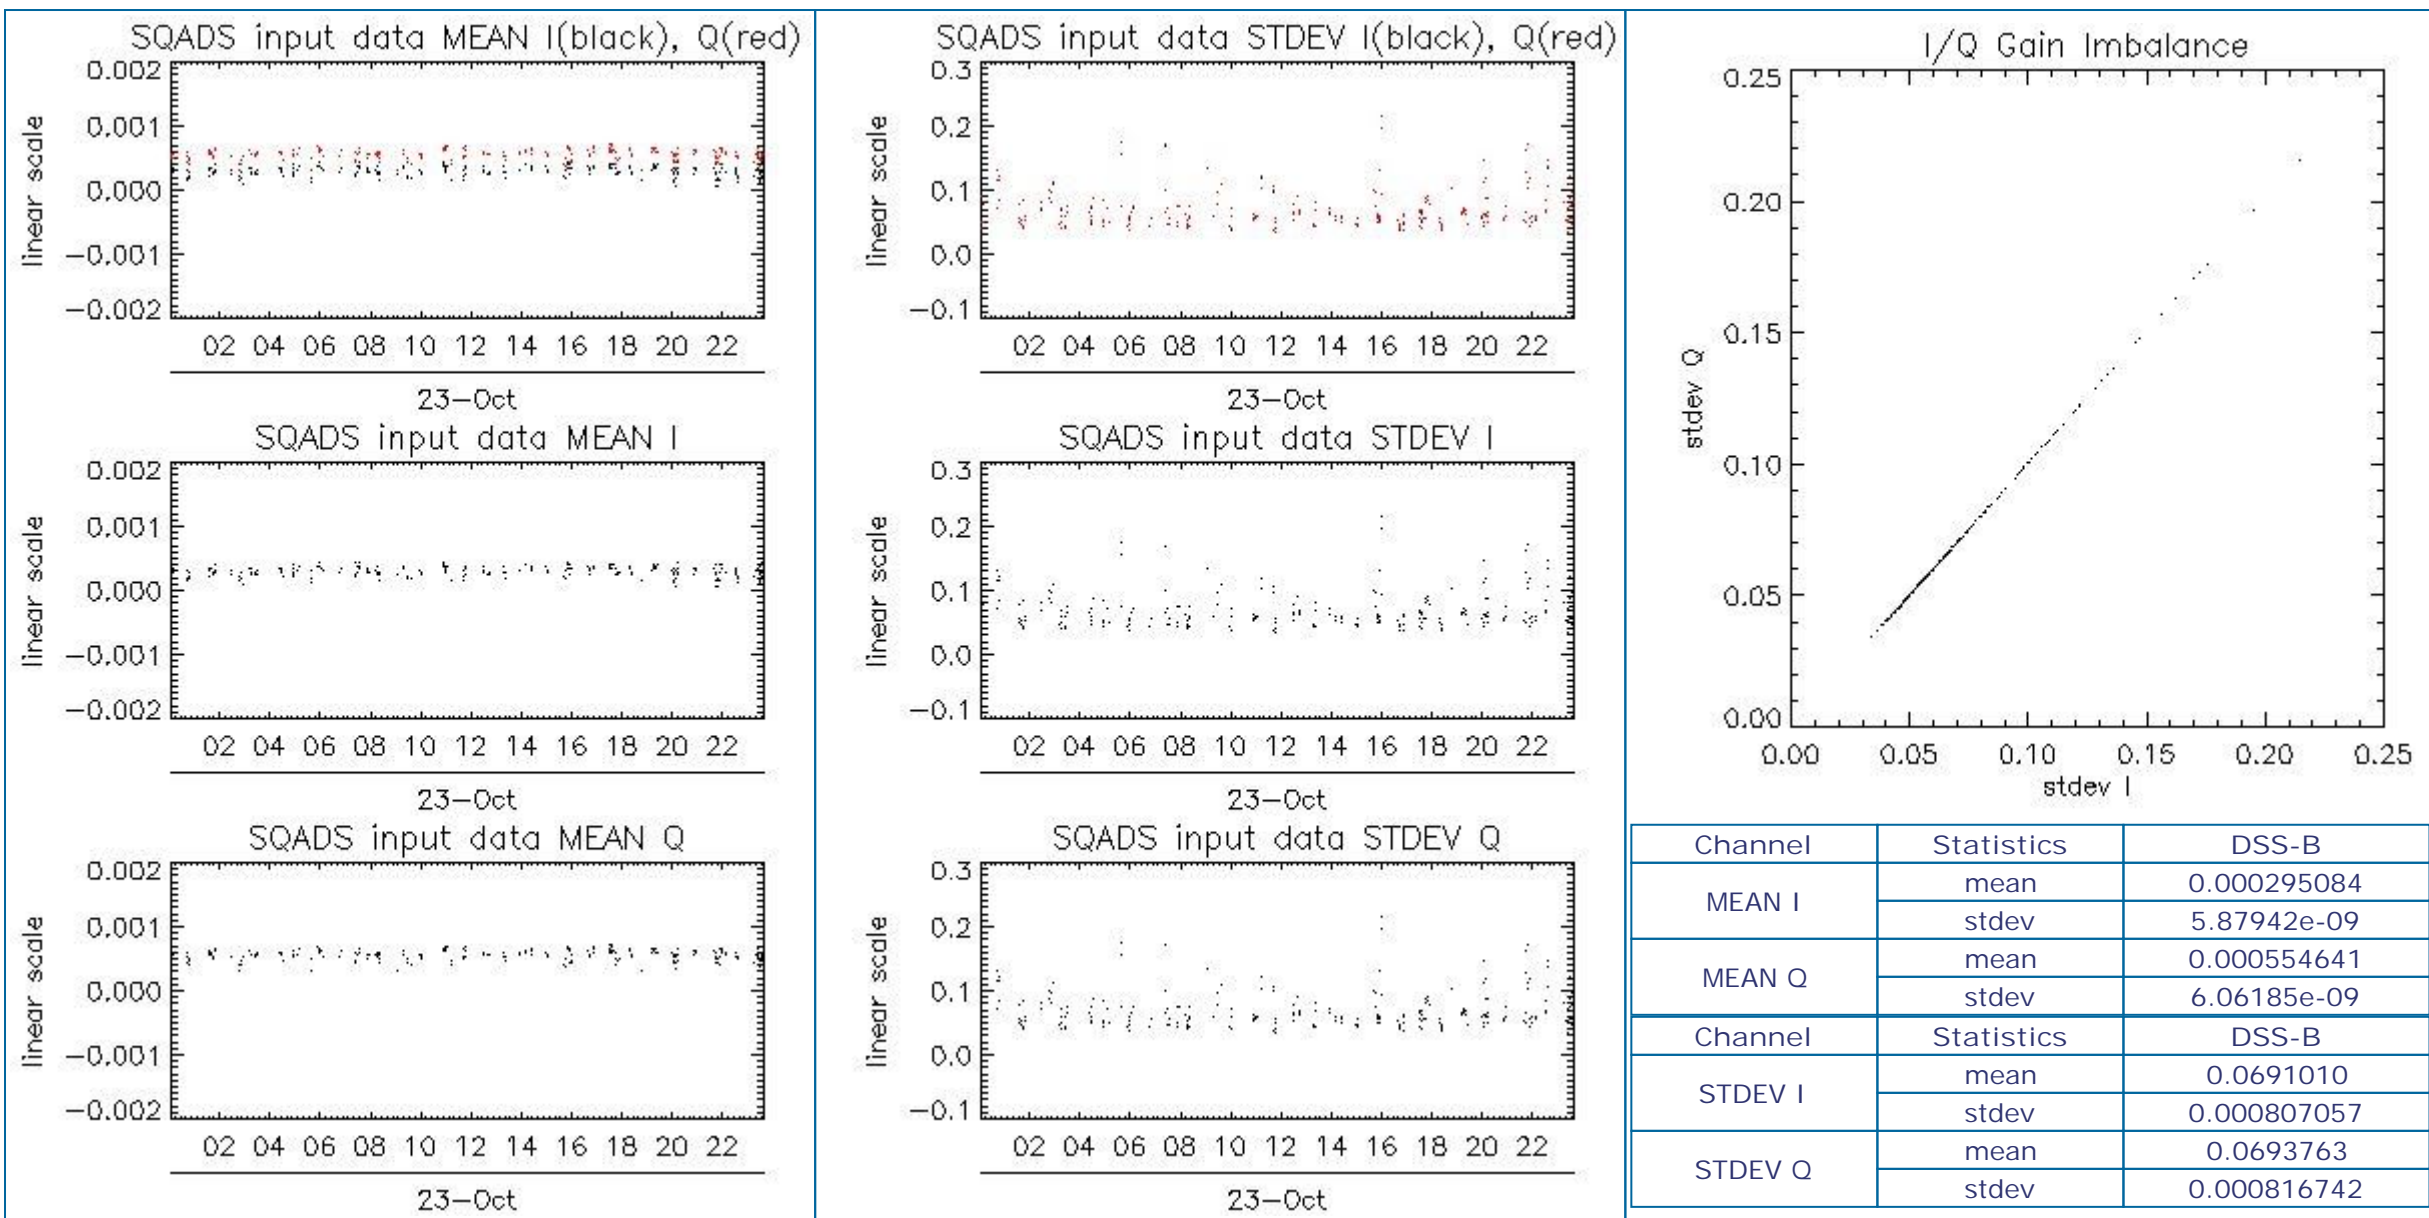 SQADS input data MEAN I(black), Q(red)
linear scale
0.002
0.001
0.000
-0.001
-0.002
02 04 06 08 10 12 14 16 18 20 22
23-Oct
SQADS input data MEAN I
linear scale
0.002
0.001
0.000
-0.001
-0.002
02 04 06 08 10 12 14 16 18 20 22
23-Oct
SQADS input data MEAN Q
linear scale
0.002
0.001
0.000
-0.001
-0.002
02 04 06 08 10 12 14 16 18 20 22
23-Oct
SQADS input data STDEV I(black), Q(red)
linear scale
0.3
0.2
0.1
0.0
-0.1
02 04 06 08 10 12 14 16 18 20 22
23-Oct
SQADS input data STDEV I
linear scale
0.3
0.2
0.1
0.0
-0.1
02 04 06 08 10 12 14 16 18 20 22
23-Oct
SQADS input data STDEV Q
linear scale
0.3
0.2
0.1
0.0
-0.1
02 04 06 08 10 12 14 16 18 20 22
23-Oct
I/Q Gain Imbalance
stdev Q
0.25
0.20
0.15
0.10
0.05
0.00
0.00 0.05 0.10 0.15 0.20 0.25
stdev I
Channel Statistics DSS-B
MEAN I mean 0.000295084
stdev 5.87942e-09
MEAN Q mean 0.000554641
stdev 6.06185e-09
Channel Statistics DSS-B
STDEV I mean 0.0691010
stdev 0.000807057
STDEV Q mean 0.0693763
stdev 0.000816742